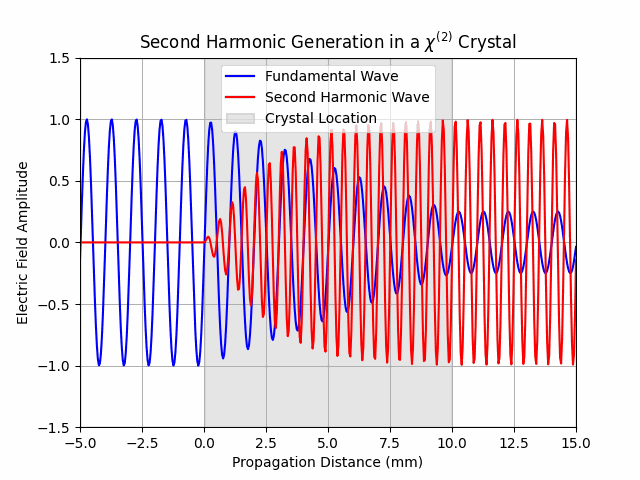 Second Harmonic Generation in a χ⁽²⁾ Crystal
Fundamental Wave
Second Harmonic Wave
Crystal Location
Electric Field Amplitude
1.5
1.0
0.5
0.0
−0.5
−1.0
−1.5
−5.0 −2.5 0.0 2.5 5.0 7.5 10.0 12.5 15.0
Propagation Distance (mm)